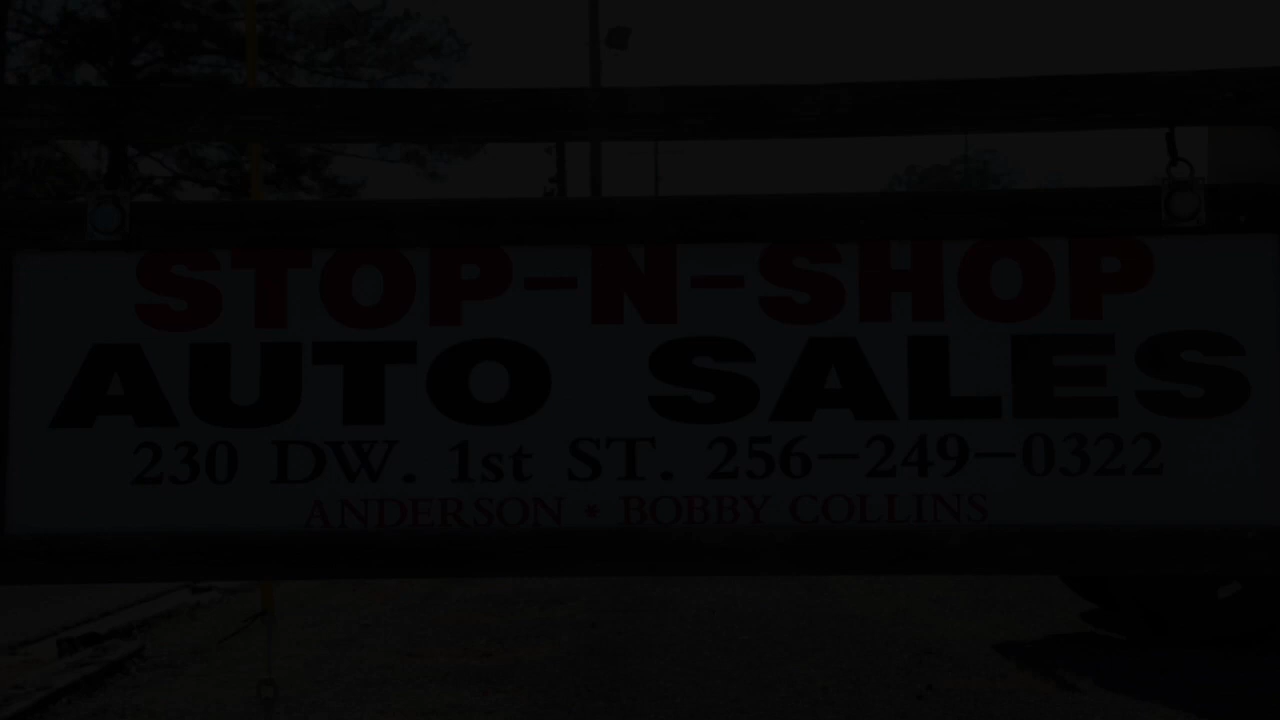 STOP-N-SHOP
AUTO SALES
230 DW. 1st ST. 256-249-0322
ANDERSON • BOBBY COLLINS